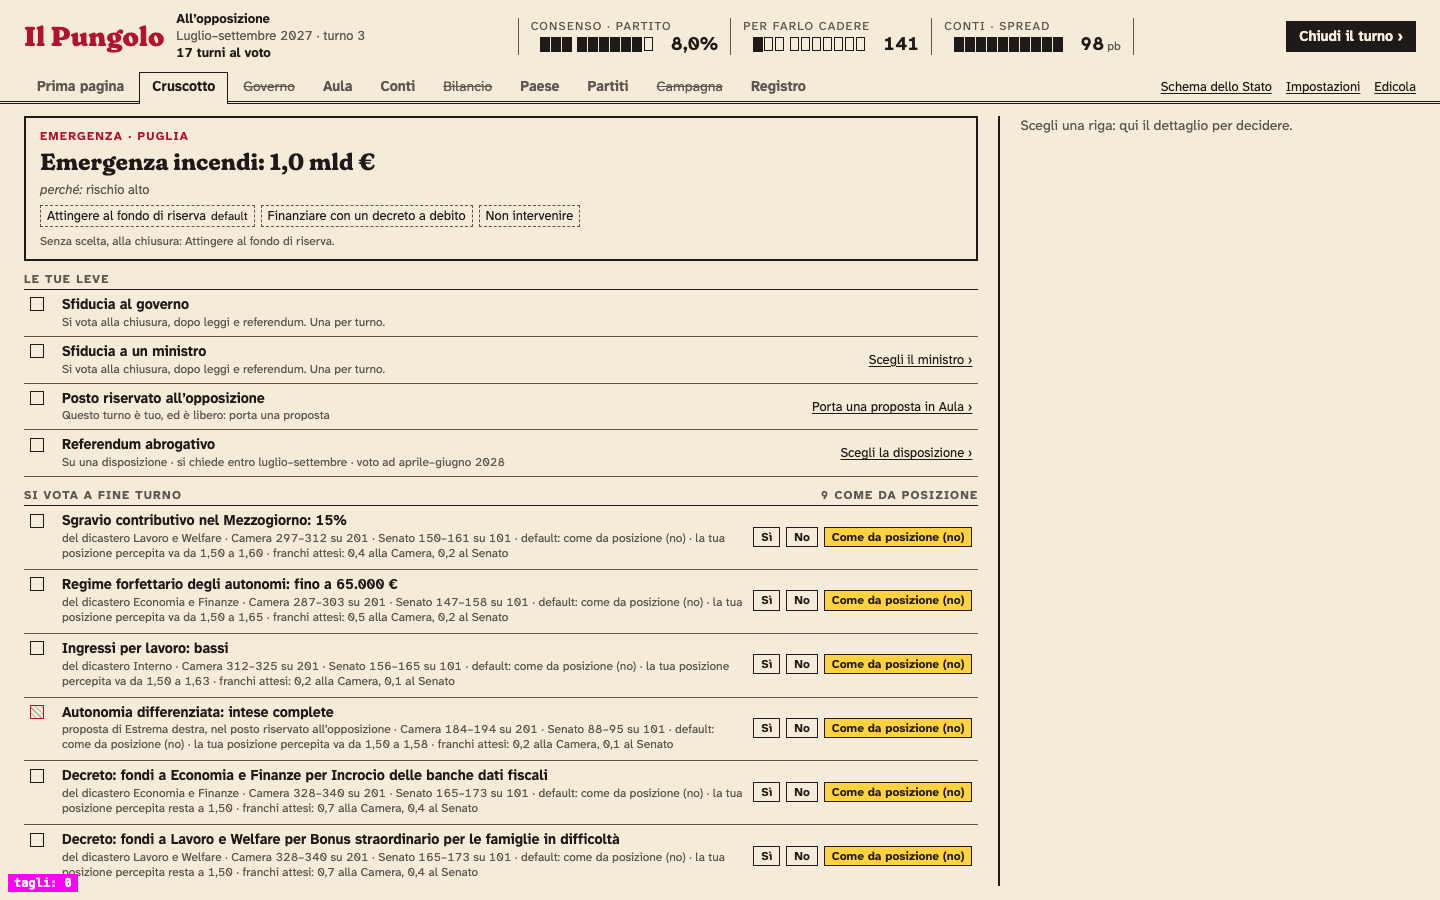 Il Pungolo
All’opposizione
Luglio–settembre 2027 · turno 3
17 turni al voto
CONSENSO · PARTITO
8,0%
PER FARLO CADERE
141
CONTI · SPREAD
98 pb
Chiudi il turno ›
Prima pagina
Cruscotto
Governo
Aula
Conti
Bilancio
Paese
Partiti
Campagna
Registro
Schema dello Stato
Impostazioni
Edicola
EMERGENZA · PUGLIA
Emergenza incendi: 1,0 mld €
perché: rischio alto
Attingere al fondo di riserva default
Finanziare con un decreto a debito
Non intervenire
Senza scelta, alla chiusura: Attingere al fondo di riserva.
Scegli una riga: qui il dettaglio per decidere.
LE TUE LEVE
Sfiducia al governo
Si vota alla chiusura, dopo leggi e referendum. Una per turno.
Sfiducia a un ministro
Si vota alla chiusura, dopo leggi e referendum. Una per turno.
Scegli il ministro ›
Posto riservato all’opposizione
Questo turno è tuo, ed è libero: porta una proposta
Porta una proposta in Aula ›
Referendum abrogativo
Su una disposizione · si chiede entro luglio–settembre · voto ad aprile–giugno 2028
Scegli la disposizione ›
SI VOTA A FINE TURNO
9 COME DA POSIZIONE
Sgravio contributivo nel Mezzogiorno: 15%
del dicastero Lavoro e Welfare · Camera 297–312 su 201 · Senato 150–161 su 101 · default: come da posizione (no) · la tua
posizione percepita va da 1,50 a 1,60 · franchi attesi: 0,4 alla Camera, 0,2 al Senato
Sì
No
Come da posizione (no)
Regime forfettario degli autonomi: fino a 65.000 €
del dicastero Economia e Finanze · Camera 287–303 su 201 · Senato 147–158 su 101 · default: come da posizione (no) · la tua
posizione percepita va da 1,50 a 1,65 · franchi attesi: 0,5 alla Camera, 0,2 al Senato
Sì
No
Come da posizione (no)
Ingressi per lavoro: bassi
del dicastero Interno · Camera 312–325 su 201 · Senato 156–165 su 101 · default: come da posizione (no) · la tua posizione
percepita va da 1,50 a 1,63 · franchi attesi: 0,2 alla Camera, 0,1 al Senato
Sì
No
Come da posizione (no)
Autonomia differenziata: intese complete
proposta di Estrema destra, nel posto riservato all’opposizione · Camera 184–194 su 201 · Senato 88–95 su 101 · default:
come da posizione (no) · la tua posizione percepita va da 1,50 a 1,58 · franchi attesi: 0,2 alla Camera, 0,1 al Senato
Sì
No
Come da posizione (no)
Decreto: fondi a Economia e Finanze per Incrocio delle banche dati fiscali
del dicastero Economia e Finanze · Camera 328–340 su 201 · Senato 165–173 su 101 · default: come da posizione (no) · la tua
posizione percepita resta a 1,50 · franchi attesi: 0,7 alla Camera, 0,4 al Senato
Sì
No
Come da posizione (no)
Decreto: fondi a Lavoro e Welfare per Bonus straordinario per le famiglie in difficoltà
del dicastero Lavoro e Welfare · Camera 328–340 su 201 · Senato 165–173 su 101 · default: come da posizione (no) · la tua
posizione percepita resta a 1,50 · franchi attesi: 0,7 alla Camera, 0,4 al Senato
Sì
No
Come da posizione (no)
tagli: 0